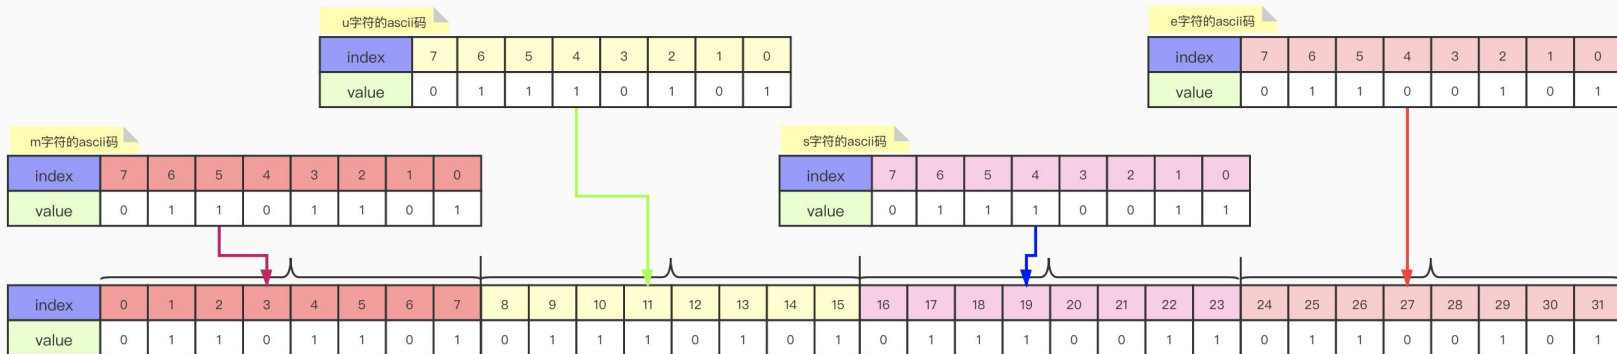 u字符的ascii码
index 7 6 5 4 3 2 1 0
value 0 1 1 1 0 1 0 1
e字符的ascii码
index 7 6 5 4 3 2 1 0
value 0 1 1 0 0 1 0 1
m字符的ascii码
index 7 6 5 4 3 2 1 0
value 0 1 1 0 1 1 0 1
s字符的ascii码
index 7 6 5 4 3 2 1 0
value 0 1 1 1 0 0 1 1
index 0 1 2 3 4 5 6 7 8 9 10 11 12 13 14 15 16 17 18 19 20 21 22 23 24 25 26 27 28 29 30 31
value 0 1 1 0 1 1 0 1 0 1 1 1 0 1 0 1 0 1 1 1 0 0 1 1 0 1 1 0 0 1 0 1